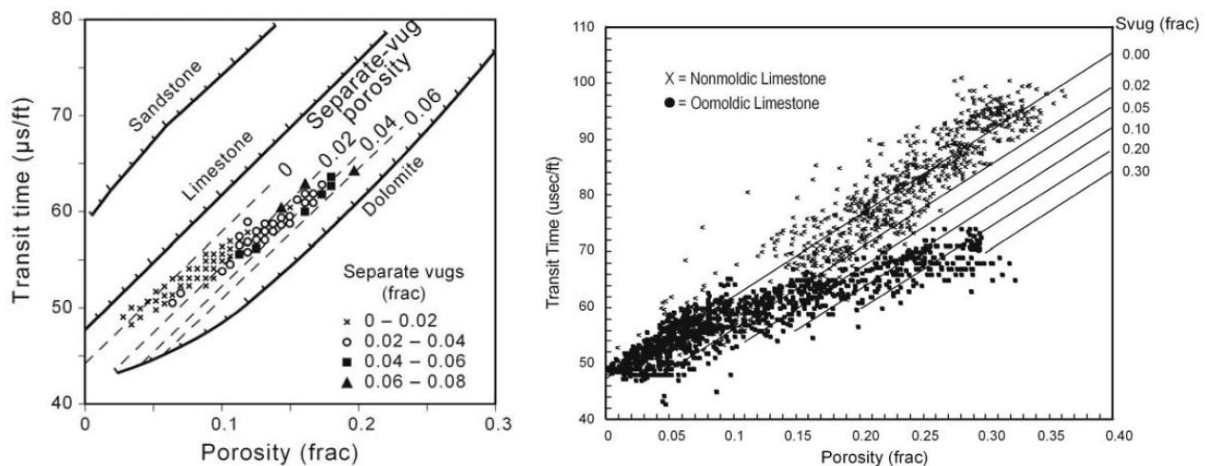 80
70
60
50
40
Transit time (µs/ft)
Sandstone
Limestone
Separate-vug
porosity
0
0.02
0.04
0.06
Dolomite
Separate vugs
(frac)
× 0 – 0.02
○ 0.02 – 0.04
■ 0.04 – 0.06
▲ 0.06 – 0.08
0
0.1
0.2
0.3
Porosity (frac)
110
100
90
80
70
60
50
40
Transit Time (usec/ft)
X = Nonmoldic Limestone
● = Oomoldic Limestone
Svug (frac)
0.00
0.02
0.05
0.10
0.20
0.30
0
0.05
0.1
0.15
0.20
0.25
0.30
0.35
0.40
Porosity (frac)